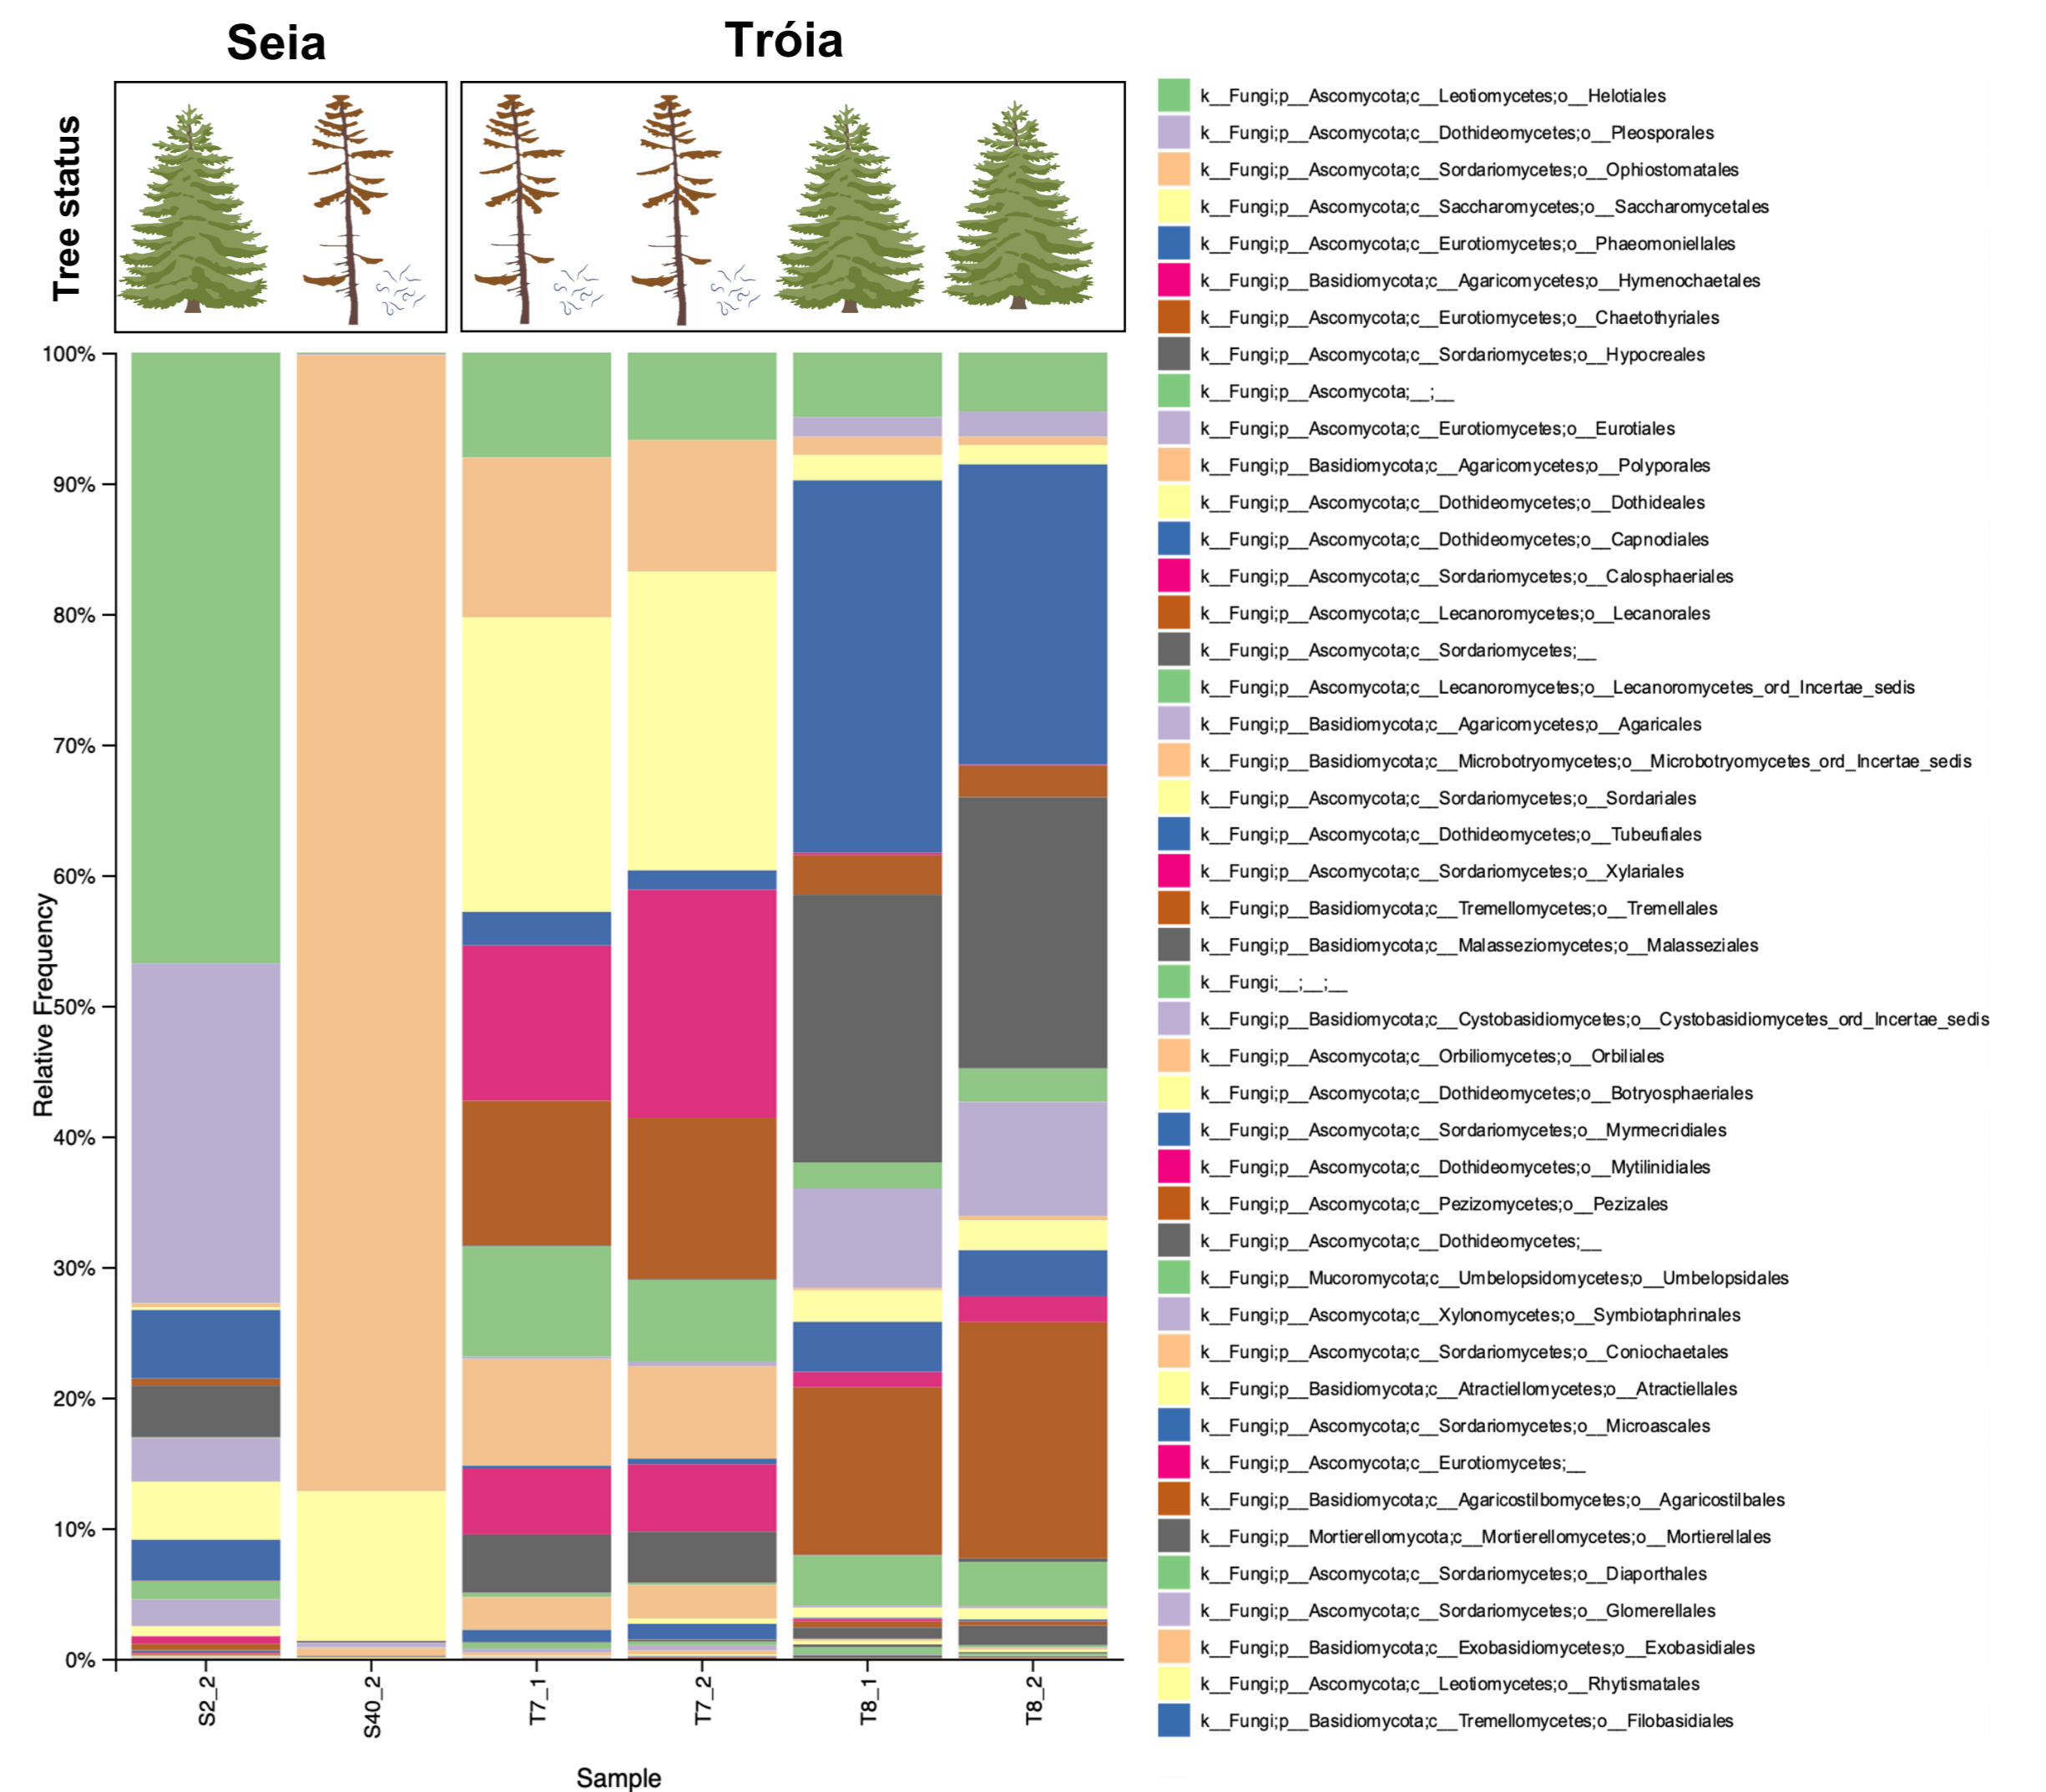 Seia
Tróia
Tree status
100%
90%
80%
70%
60%
50%
40%
30%
20%
10%
0%
Relative Frequency
S2_2
S40_2
T7_1
T7_2
T8_1
T8_2
Sample
k__Fungi;p__Ascomycota;c__Leotiomycetes;o__Helotiales
k__Fungi;p__Ascomycota;c__Dothideomycetes;o__Pleosporales
k__Fungi;p__Ascomycota;c__Sordariomycetes;o__Ophiostomatales
k__Fungi;p__Ascomycota;c__Saccharomycetes;o__Saccharomycetales
k__Fungi;p__Ascomycota;c__Eurotiomycetes;o__Phaeomoniellales
k__Fungi;p__Basidiomycota;c__Agaricomycetes;o__Hymenochaetales
k__Fungi;p__Ascomycota;c__Eurotiomycetes;o__Chaetothyriales
k__Fungi;p__Ascomycota;c__Sordariomycetes;o__Hypocreales
k__Fungi;p__Ascomycota;__;__
k__Fungi;p__Ascomycota;c__Eurotiomycetes;o__Eurotiales
k__Fungi;p__Basidiomycota;c__Agaricomycetes;o__Polyporales
k__Fungi;p__Ascomycota;c__Dothideomycetes;o__Dothideales
k__Fungi;p__Ascomycota;c__Dothideomycetes;o__Capnodiales
k__Fungi;p__Ascomycota;c__Sordariomycetes;o__Calosphaeriales
k__Fungi;p__Ascomycota;c__Lecanoromycetes;o__Lecanorales
k__Fungi;p__Ascomycota;c__Sordariomycetes;__
k__Fungi;p__Ascomycota;c__Lecanoromycetes;o__Lecanoromycetes_ord_Incertae_sedis
k__Fungi;p__Basidiomycota;c__Agaricomycetes;o__Agaricales
k__Fungi;p__Basidiomycota;c__Microbotryomycetes;o__Microbotryomycetes_ord_Incertae_sedis
k__Fungi;p__Ascomycota;c__Sordariomycetes;o__Sordariales
k__Fungi;p__Ascomycota;c__Dothideomycetes;o__Tubeufiales
k__Fungi;p__Ascomycota;c__Sordariomycetes;o__Xylariales
k__Fungi;p__Basidiomycota;c__Tremellomycetes;o__Tremellales
k__Fungi;p__Basidiomycota;c__Malasseziomycetes;o__Malasseziales
k__Fungi;__;__;__
k__Fungi;p__Basidiomycota;c__Cystobasidiomycetes;o__Cystobasidiomycetes_ord_Incertae_sedis
k__Fungi;p__Ascomycota;c__Orbiliomycetes;o__Orbiliales
k__Fungi;p__Ascomycota;c__Dothideomycetes;o__Botryosphaeriales
k__Fungi;p__Ascomycota;c__Sordariomycetes;o__Myrmecridiales
k__Fungi;p__Ascomycota;c__Dothideomycetes;o__Mytilinidiales
k__Fungi;p__Ascomycota;c__Pezizomycetes;o__Pezizales
k__Fungi;p__Ascomycota;c__Dothideomycetes;__
k__Fungi;p__Mucoromycota;c__Umbelopsidomycetes;o__Umbelopsidales
k__Fungi;p__Ascomycota;c__Xylonomycetes;o__Symbiotaphrinales
k__Fungi;p__Ascomycota;c__Sordariomycetes;o__Coniochaetales
k__Fungi;p__Basidiomycota;c__Atractiellomycetes;o__Atractiellales
k__Fungi;p__Ascomycota;c__Sordariomycetes;o__Microascales
k__Fungi;p__Ascomycota;c__Eurotiomycetes;__
k__Fungi;p__Basidiomycota;c__Agaricostilbomycetes;o__Agaricostilbales
k__Fungi;p__Mortierellomycota;c__Mortierellomycetes;o__Mortierellales
k__Fungi;p__Ascomycota;c__Sordariomycetes;o__Diaporthales
k__Fungi;p__Ascomycota;c__Sordariomycetes;o__Glomerellales
k__Fungi;p__Basidiomycota;c__Exobasidiomycetes;o__Exobasidiales
k__Fungi;p__Ascomycota;c__Leotiomycetes;o__Rhytismatales
k__Fungi;p__Basidiomycota;c__Tremellomycetes;o__Filobasidiales